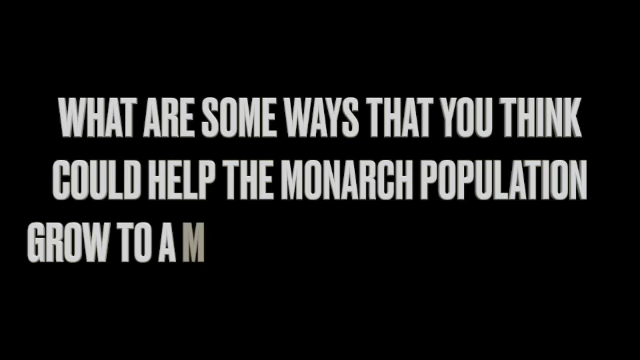 WHAT ARE SOME WAYS THAT YOU THINK
COULD HELP THE MONARCH POPULATION
GROW TO A M